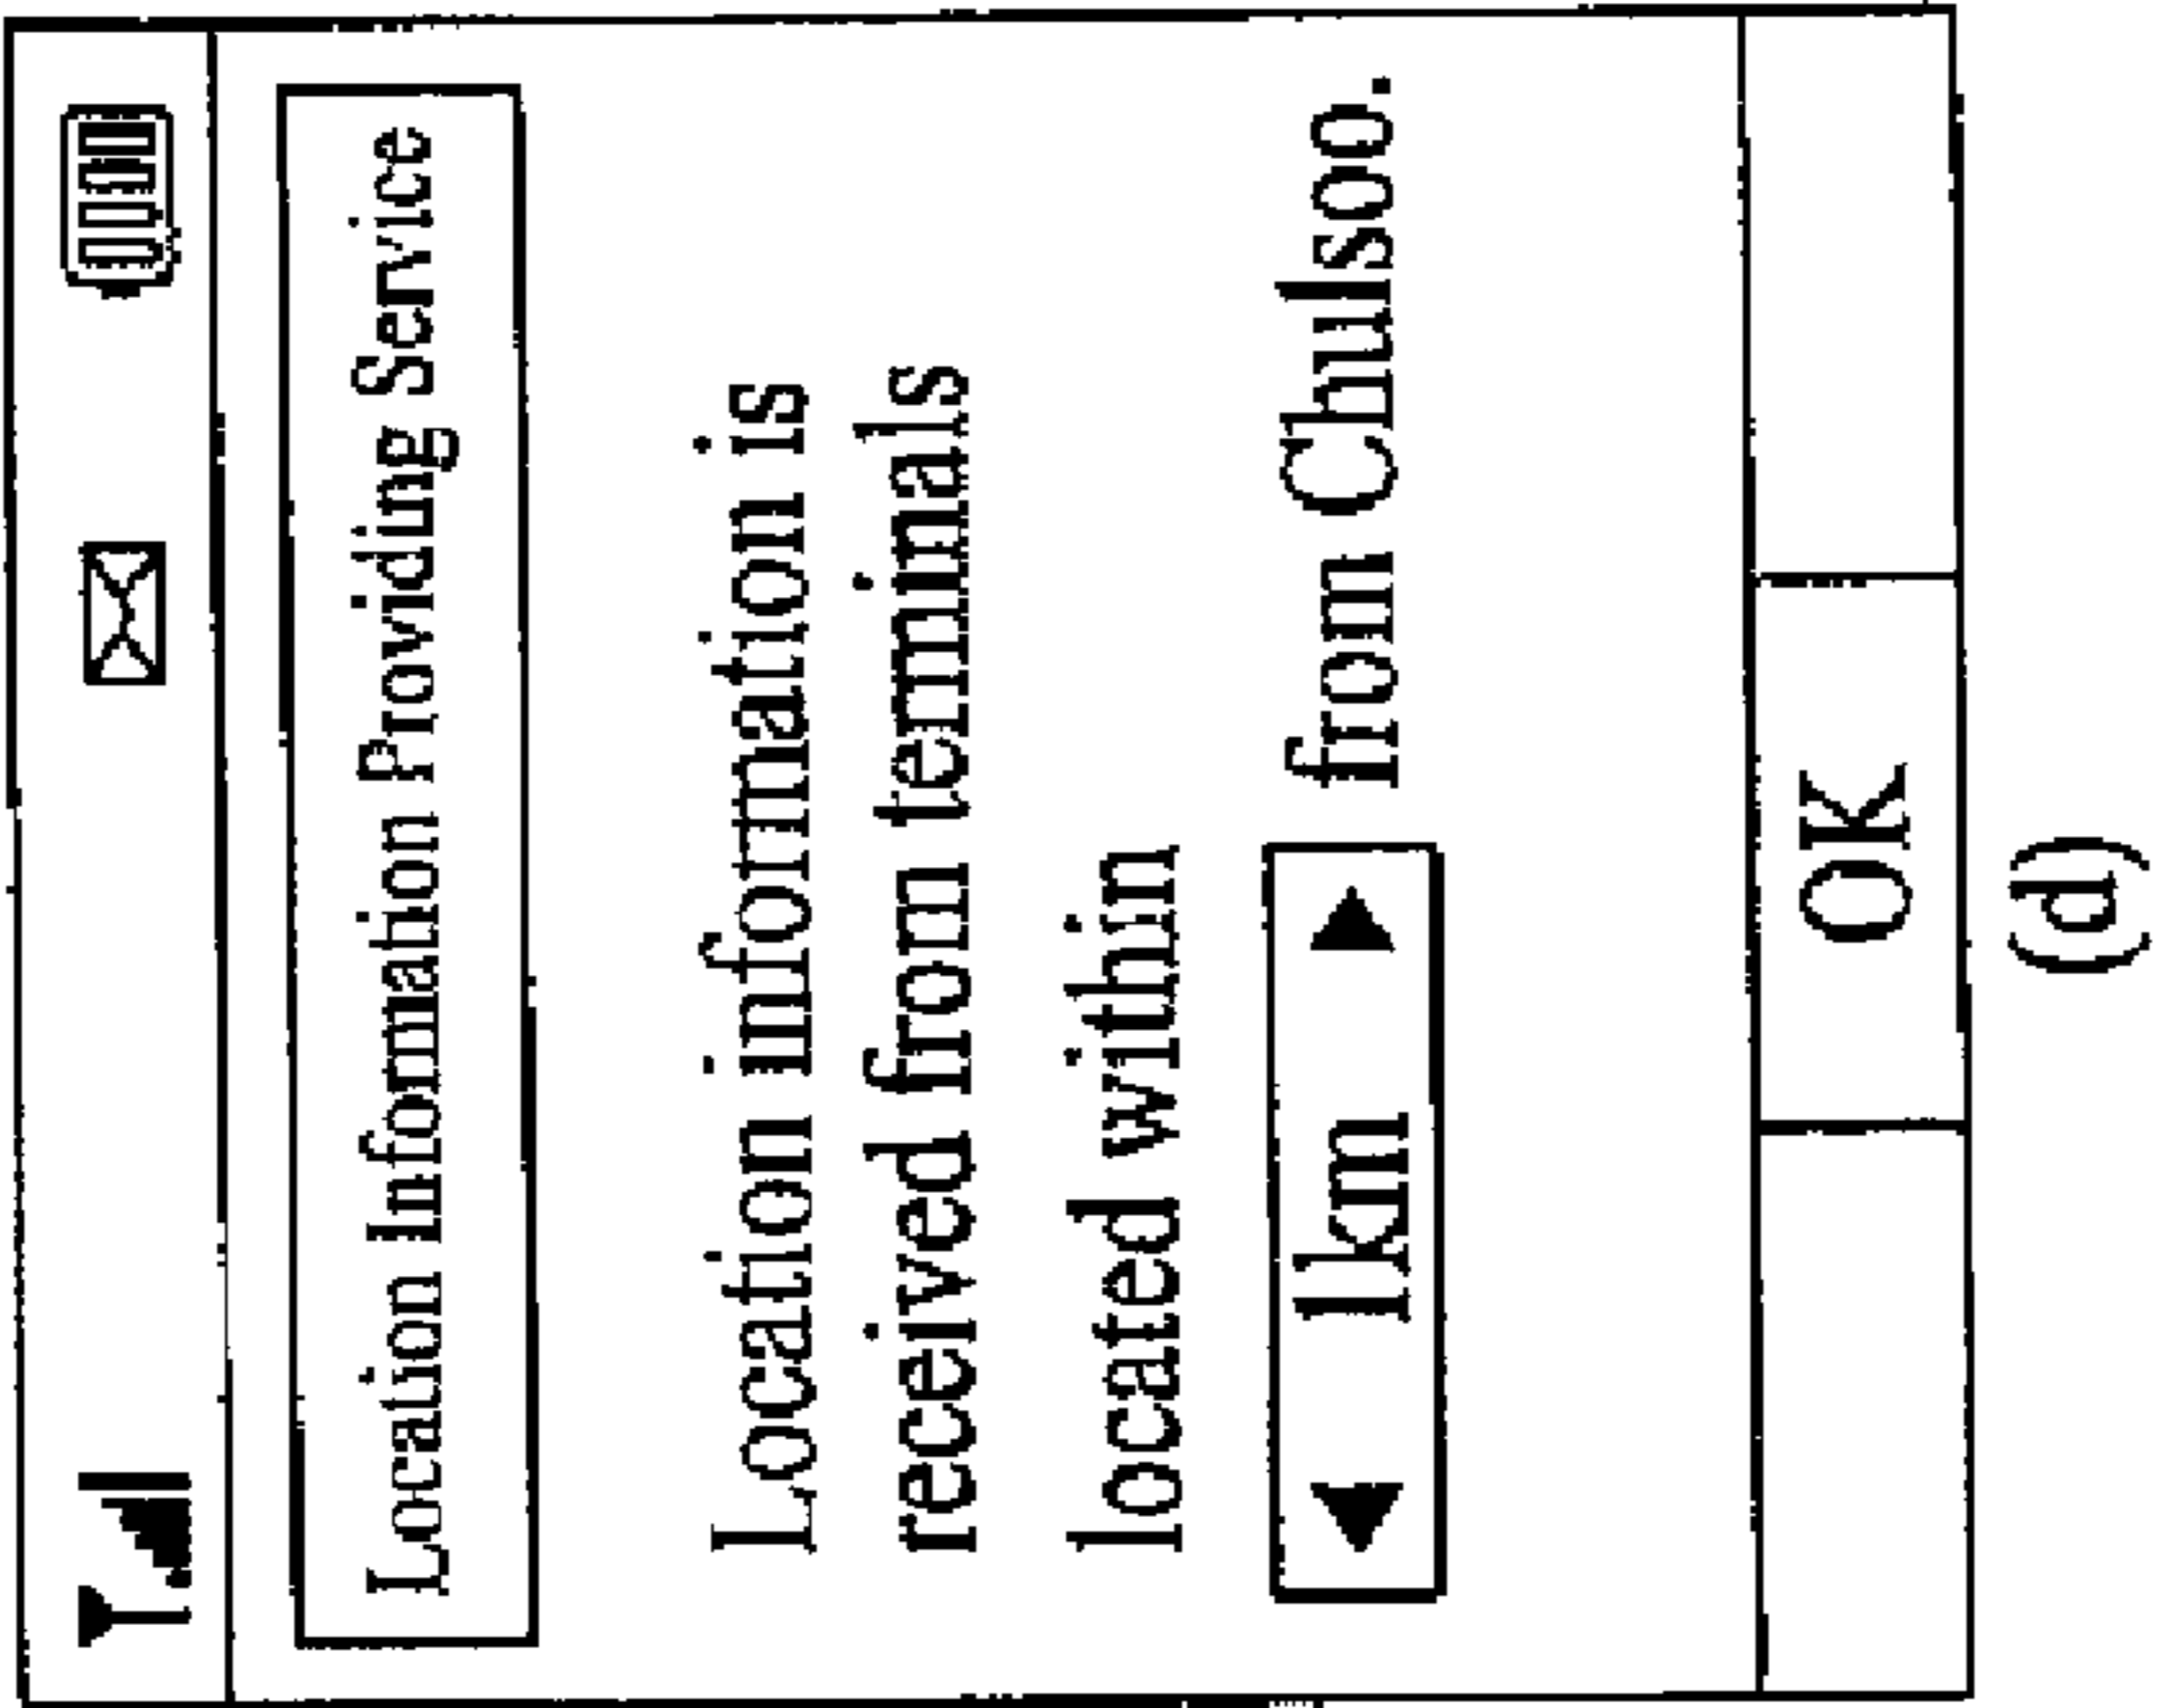 Location Information Providing Service
Location information is
received from terminals
located within
1km from Chulsoo.
OK
(d)